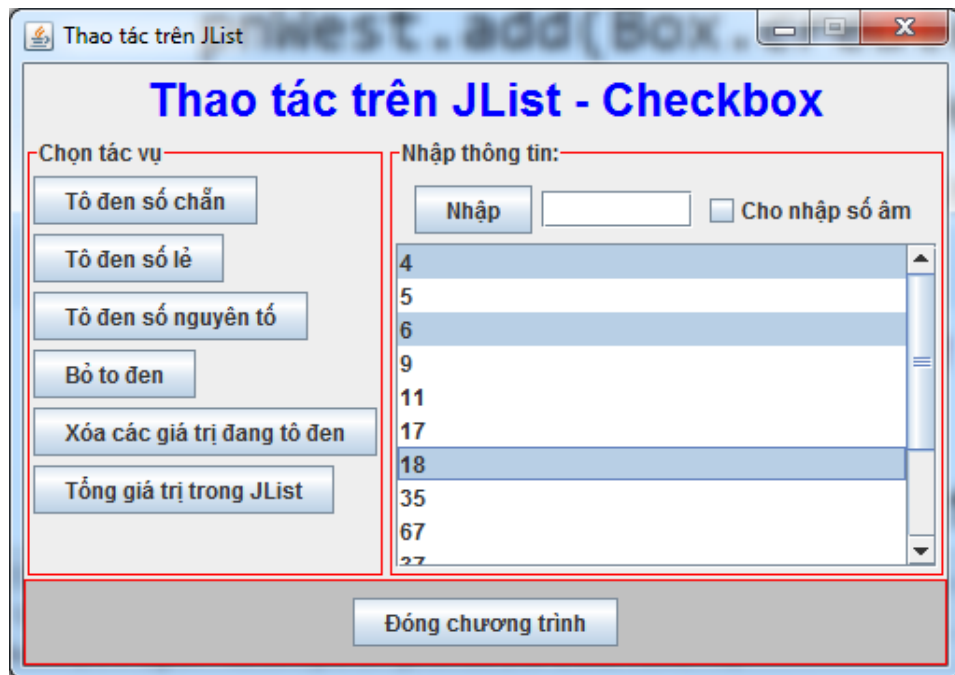 Thao tác trên JList
Thao tác trên JList - Checkbox
Chọn tác vụ
Tô đen số chẵn
Tô đen số lẻ
Tô đen số nguyên tố
Bỏ to đen
Xóa các giá trị đang tô đen
Tổng giá trị trong JList
Nhập thông tin:
Nhập
Cho nhập số âm
4
5
6
9
11
17
18
35
67
Đóng chương trình